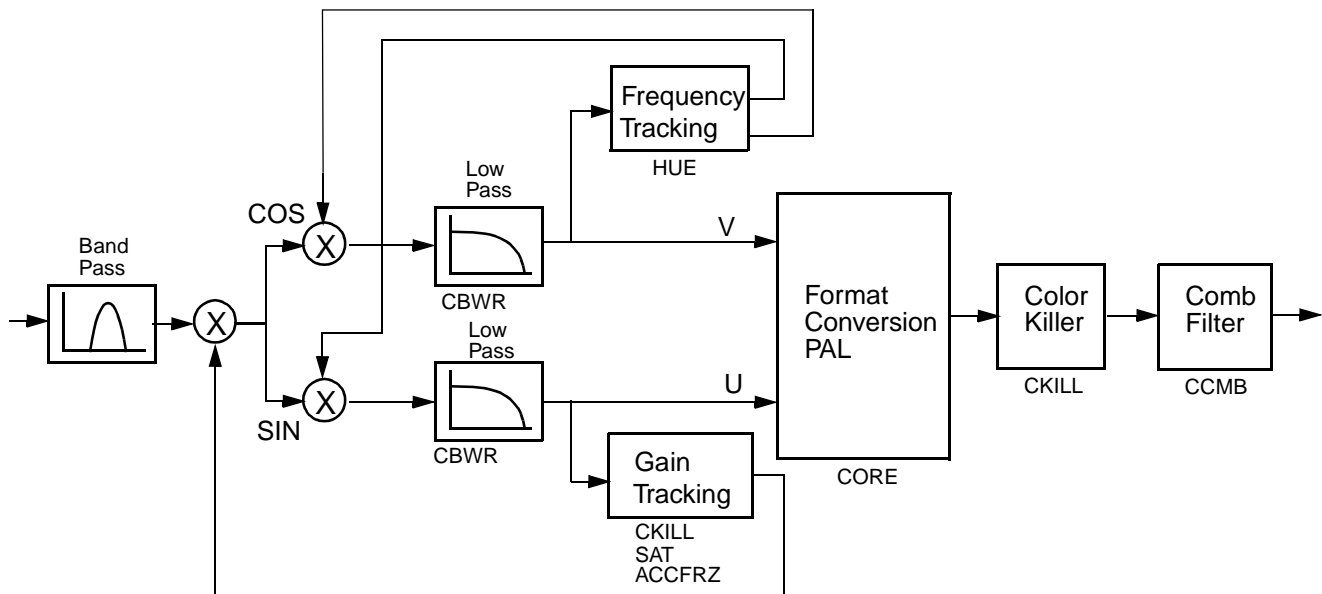 Frequency
Tracking
HUE
Low
Pass
COS
X
V
CBWR
Band
Pass
X
Low
Pass
X
SIN
U
CBWR
Gain
Tracking
CKILL
SAT
ACCFRZ
Format
Conversion
PAL
CORE
Color
Killer
CKILL
Comb
Filter
CCMB